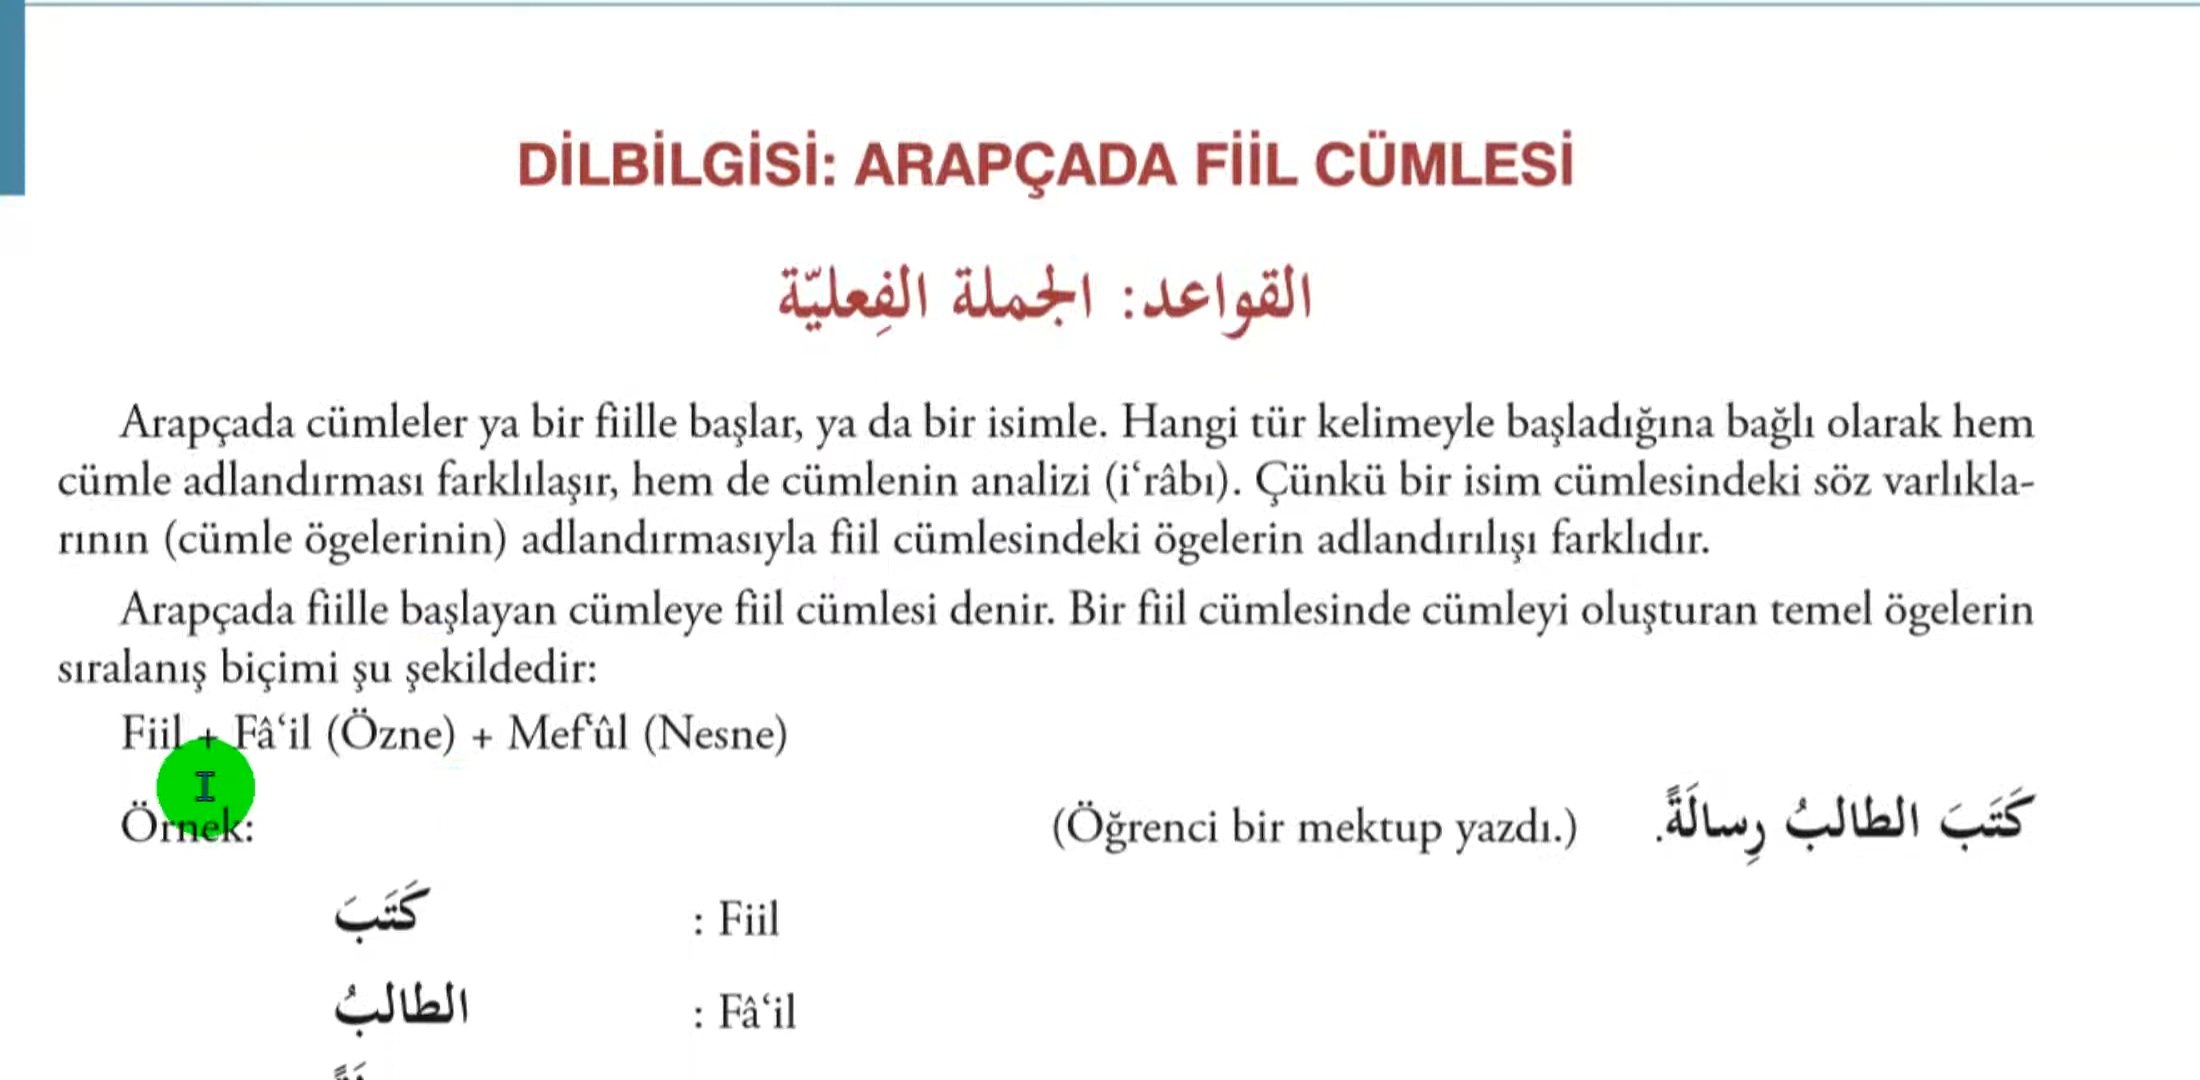 DİLBİLGİSİ: ARAPÇADA FİİL CÜMLESİ
القواعد: الجملة الفِعليّة
Arapçada cümleler ya bir fiille başlar, ya da bir isimle. Hangi tür kelimeyle başladığına bağlı olarak hem
cümle adlandırması farklılaşır, hem de cümlenin analizi (i‘râbı). Çünkü bir isim cümlesindeki söz varlıkla-
rının (cümle ögelerinin) adlandırmasıyla fiil cümlesindeki ögelerin adlandırılışı farklıdır.
Arapçada fiille başlayan cümleye fiil cümlesi denir. Bir fiil cümlesinde cümleyi oluşturan temel ögelerin
sıralanış biçimi şu şekildedir:
Fiil + Fâ‘il (Özne) + Mef‘ûl (Nesne)
Örnek: (Öğrenci bir mektup yazdı.) كَتَبَ الطالبُ رِسالَةً.
كَتَبَ : Fiil
الطالبُ : Fâ‘il